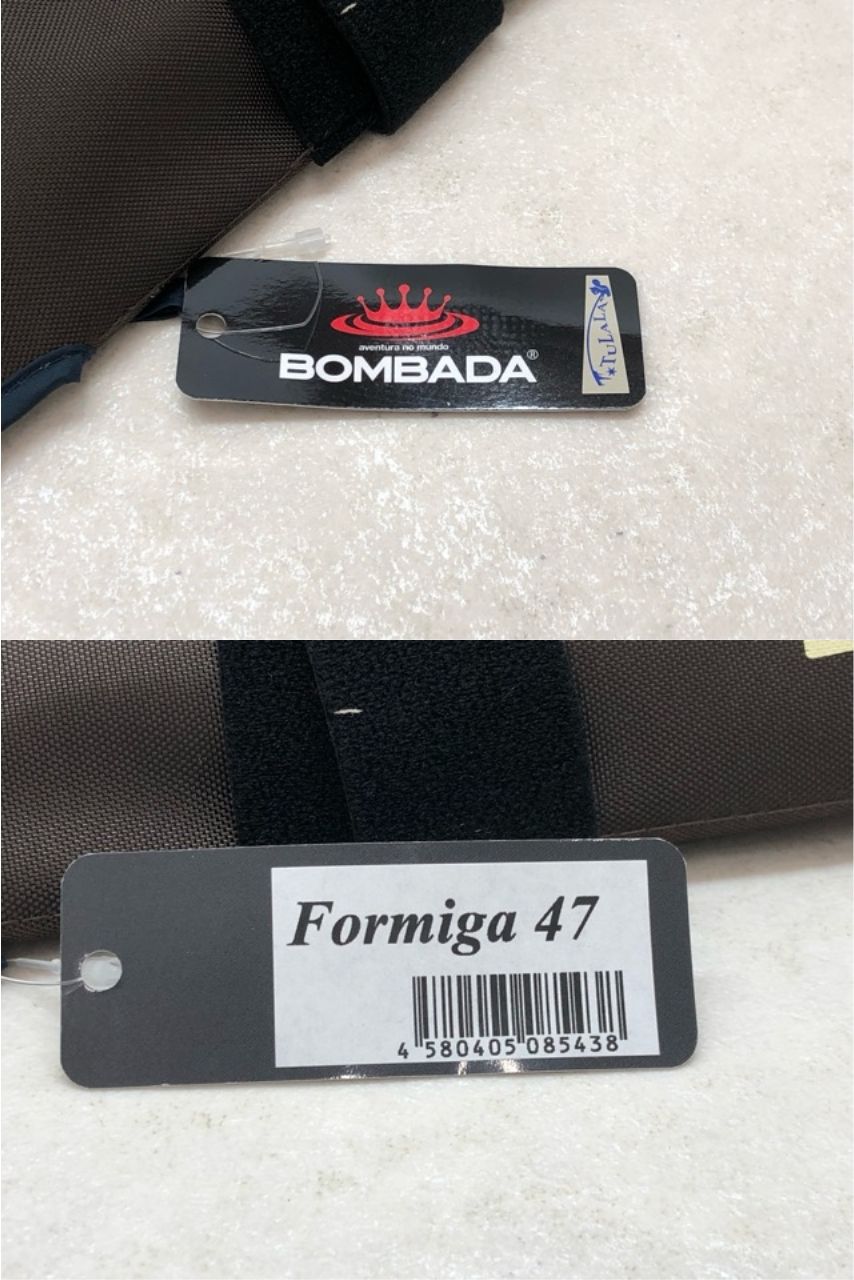 aventura no mundo
BOMBADA®
TULALA
Formiga 47
4 580405 085438